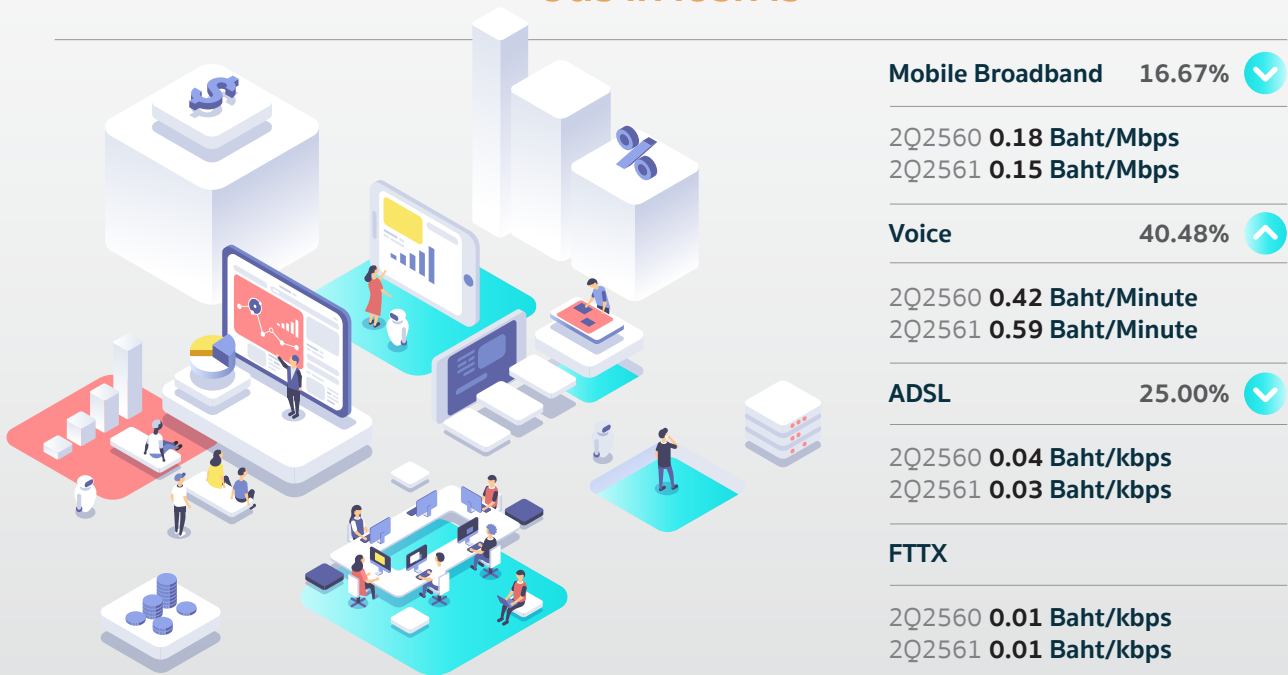 Mobile Broadband 16.67%
2Q2560 0.18 Baht/Mbps
2Q2561 0.15 Baht/Mbps
Voice 40.48%
2Q2560 0.42 Baht/Minute
2Q2561 0.59 Baht/Minute
ADSL 25.00%
2Q2560 0.04 Baht/kbps
2Q2561 0.03 Baht/kbps
FTTX
2Q2560 0.01 Baht/kbps
2Q2561 0.01 Baht/kbps